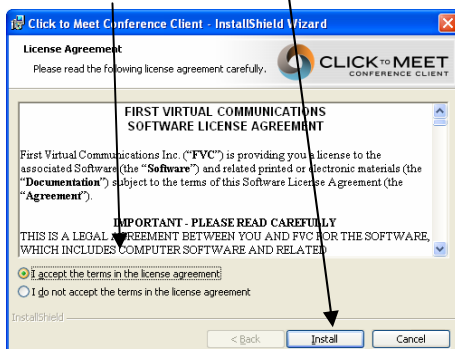 Click to Meet Conference Client - InstallShield Wizard
License Agreement
Please read the following license agreement carefully.
CLICK TO MEET
CONFERENCE CLIENT
FIRST VIRTUAL COMMUNICATIONS
SOFTWARE LICENSE AGREEMENT
First Virtual Communications Inc. ("FVC") is providing you a license to the
associated Software (the "Software") and related printed or electronic materials (the
"Documentation") subject to the terms of this Software License Agreement (the
"Agreement").
IMPORTANT - PLEASE READ CAREFULLY
THIS IS A LEGAL AGREEMENT BETWEEN YOU AND FVC FOR THE SOFTWARE,
WHICH INCLUDES COMPUTER SOFTWARE AND RELATED
I accept the terms in the license agreement
I do not accept the terms in the license agreement
InstallShield
< Back
Install
Cancel